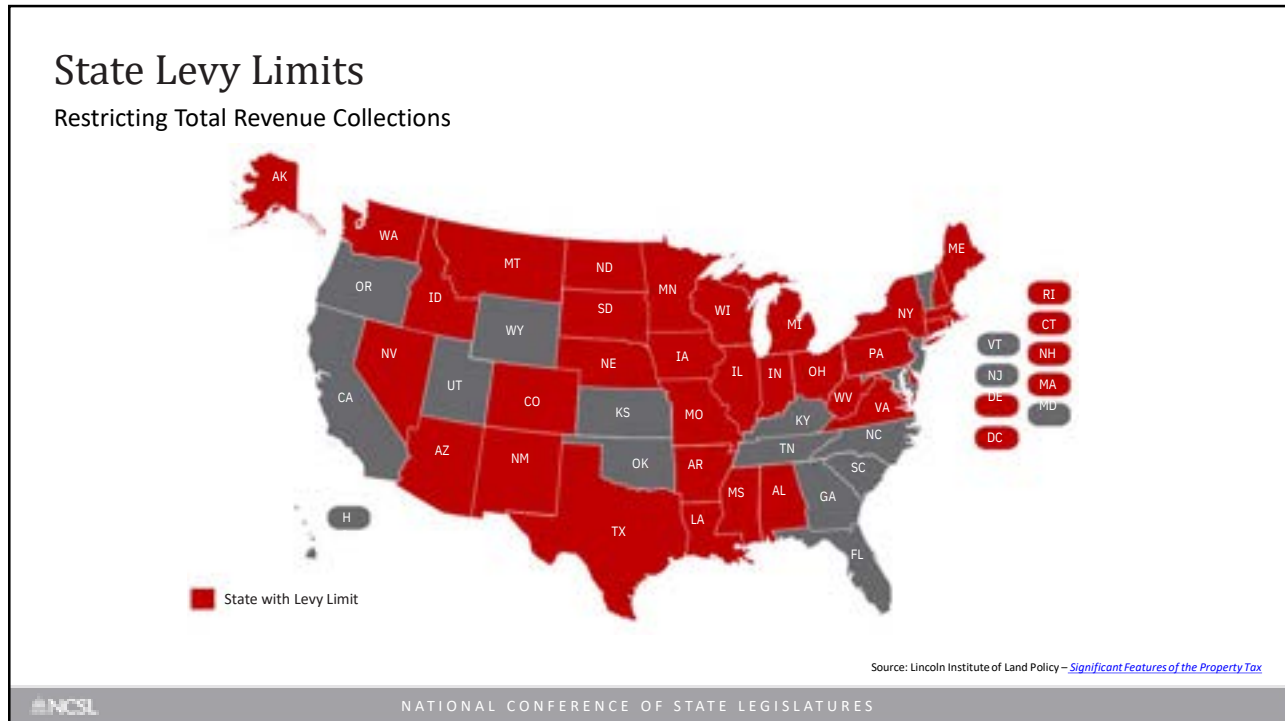 State Levy Limits
Restricting Total Revenue Collections
AK
WA
MT
ND
MN
ME
OR
ID
SD
WI
MI
NY
RI
CT
WY
VT
NH
NV
NE
IA
PA
NJ
MA
UT
IL
IN
OH
CA
CO
WV
VA
DE
MD
KS
MO
KY
DC
NC
TN
AZ
NM
OK
AR
SC
MS
AL
GA
H
TX
LA
FL
State with Levy Limit
Source: Lincoln Institute of Land Policy – Significant Features of the Property Tax
NCSL
NATIONAL CONFERENCE OF STATE LEGISLATURES